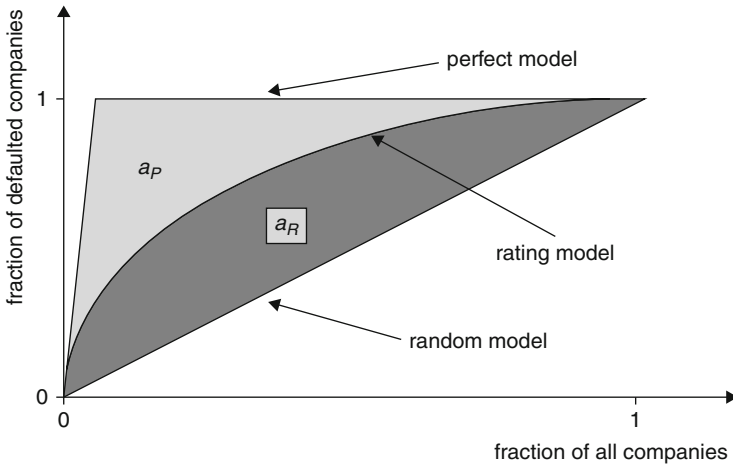 fraction of defaulted companies
perfect model
1
a_P
a_R
rating model
random model
0
0
1
fraction of all companies